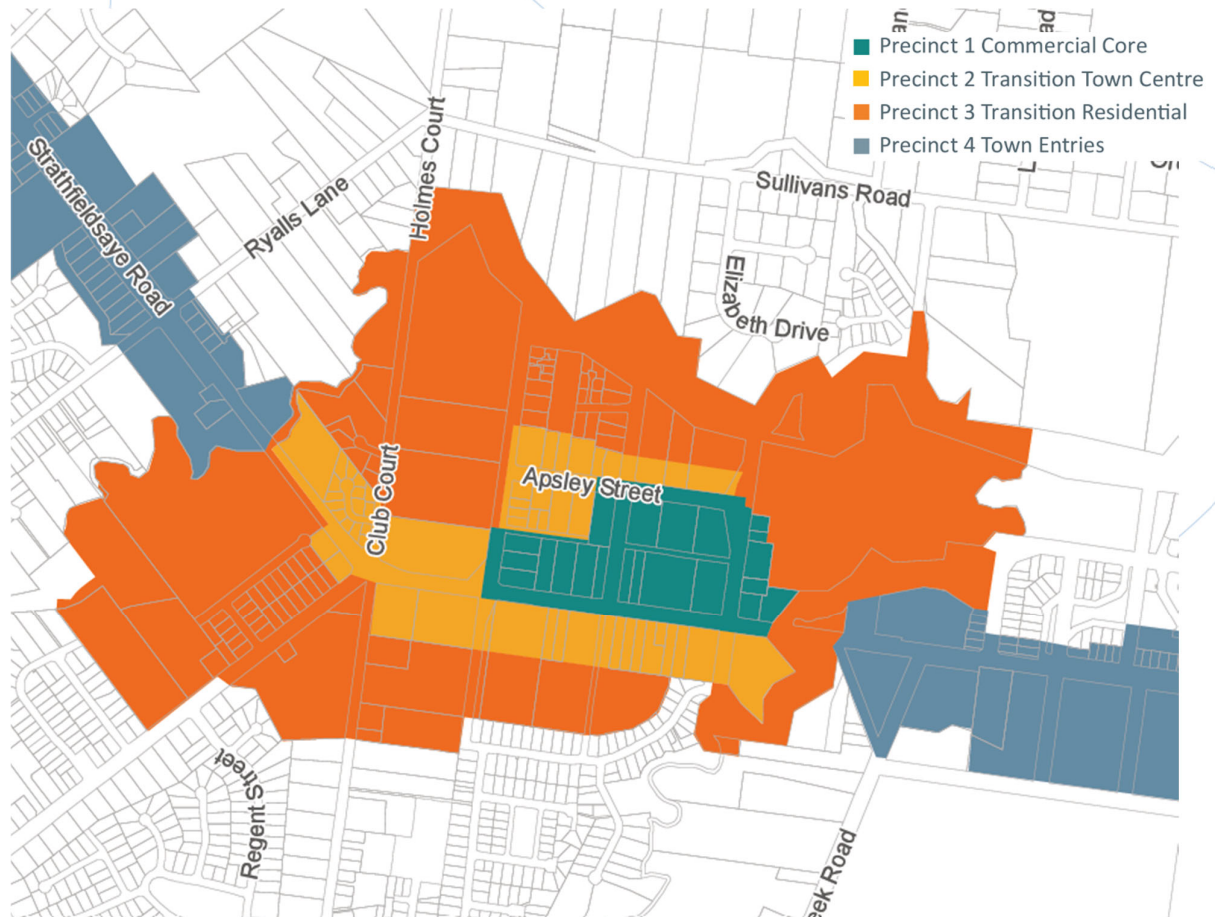 Precinct 1 Commercial Core
Precinct 2 Transition Town Centre
Precinct 3 Transition Residential
Precinct 4 Town Entries
Strathfieldsaye Road
Ryalls Lane
Holmes Court
Sullivans Road
Elizabeth Drive
Apsley Street
Club Court
Regent Street
Road